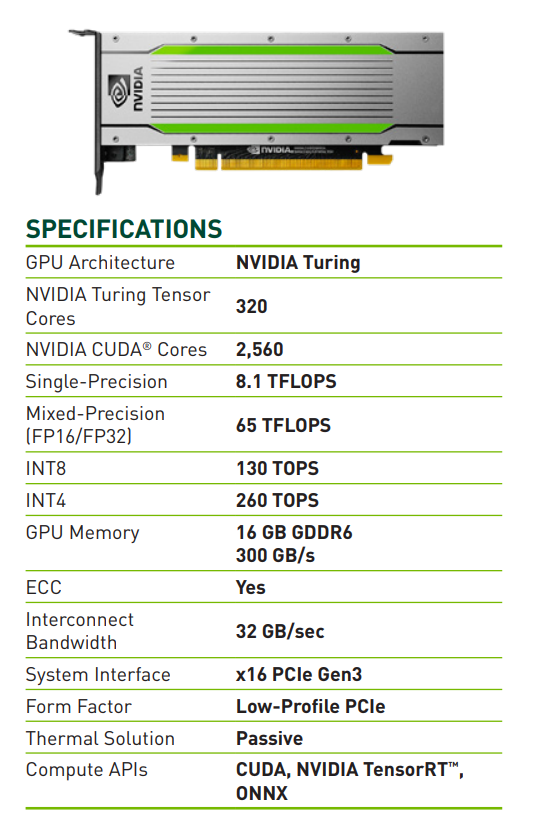 NVIDIA
NVIDIA
SPECIFICATIONS
GPU Architecture NVIDIA Turing
NVIDIA Turing Tensor
Cores 320
NVIDIA CUDA® Cores 2,560
Single-Precision 8.1 TFLOPS
Mixed-Precision
(FP16/FP32) 65 TFLOPS
INT8 130 TOPS
INT4 260 TOPS
GPU Memory 16 GB GDDR6
300 GB/s
ECC Yes
Interconnect
Bandwidth 32 GB/sec
System Interface x16 PCIe Gen3
Form Factor Low-Profile PCIe
Thermal Solution Passive
Compute APIs CUDA, NVIDIA TensorRT™,
ONNX